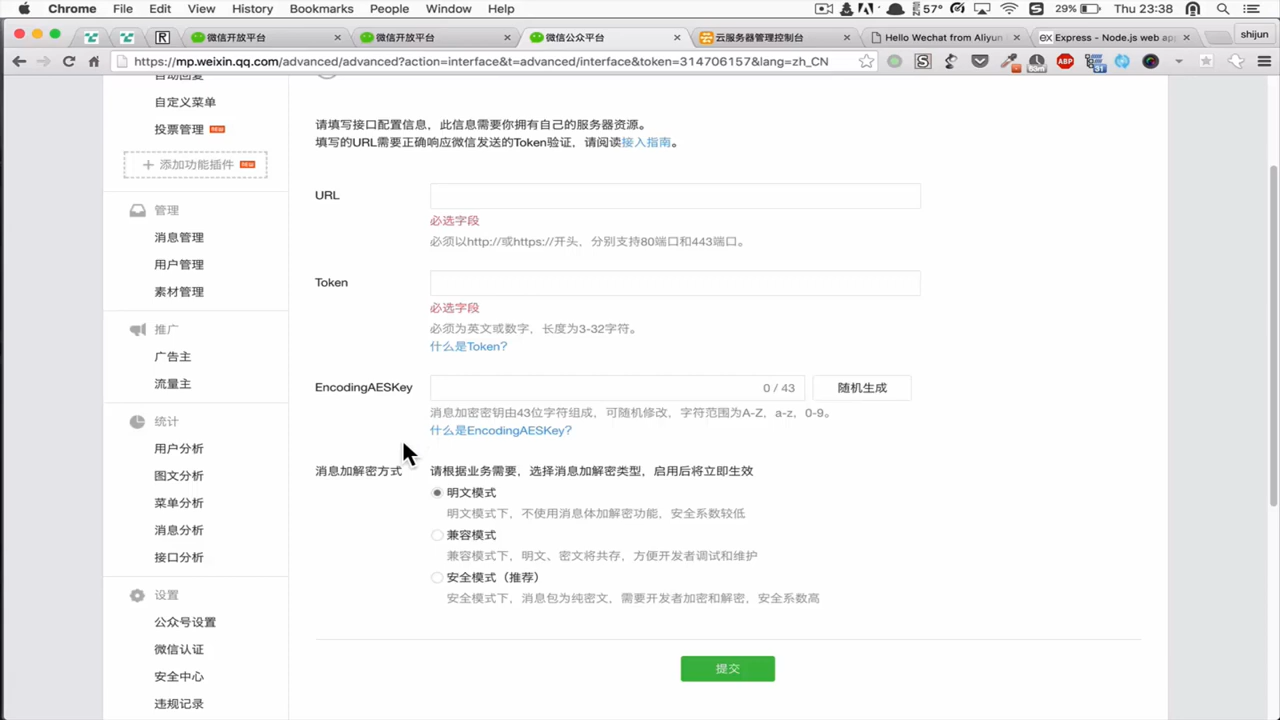 Chrome File Edit View History Bookmarks People Window Help 57° 29% Thu 23:38
微信开放平台 微信开放平台 微信公众平台 云服务器管理控制台 Hello Wechat from Aliyun Express - Node.js web app shijun
https://mp.weixin.qq.com/advanced/advanced?action=interface&t=advanced/interface&token=314706157&lang=zh_CN
自动回复
自定义菜单
投票管理 NEW
添加功能插件 NEW
管理
消息管理
用户管理
素材管理
推广
广告主
流量主
统计
用户分析
图文分析
菜单分析
消息分析
接口分析
设置
公众号设置
微信认证
安全中心
违规记录
请填写接口配置信息，此信息需要你拥有自己的服务器资源。
填写的URL需要正确响应微信发送的Token验证，请阅读接入指南。
URL
必选字段
必须以http://或https://开头，分别支持80端口和443端口。
Token
必选字段
必须为英文或数字，长度为3-32字符。
什么是Token?
EncodingAESKey 0 / 43 随机生成
消息加密密钥由43位字符组成，可随机修改，字符范围为A-Z，a-z，0-9。
什么是EncodingAESKey?
消息加解密方式 请根据业务需要，选择消息加解密类型，启用后将立即生效
明文模式
明文模式下，不使用消息体加解密功能，安全系数较低
兼容模式
兼容模式下，明文、密文将共存，方便开发者调试和维护
安全模式（推荐）
安全模式下，消息包为纯密文，需要开发者加密和解密，安全系数高
提交